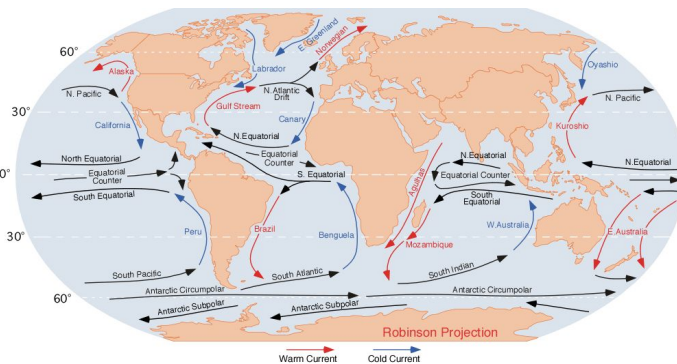 60°
30°
0°
30°
60°
Alaska
N. Pacific
California
North Equatorial
Equatorial
Counter
South Equatorial
Peru
South Pacific
Labrador
E. Greenland
Norwegian
N. Atlantic
Drift
Gulf Stream
Canary
N.Equatorial
Equatorial
Counter
S. Equatorial
Brazil
Benguela
South Atlantic
Antarctic Circumpolar
Antarctic Subpolar
Antarctic Subpolar
Agulhas
Mozambique
N.Equatorial
Equatorial Counter
South
Equatorial
W.Australia
South Indian
Antarctic Circumpolar
Oyashio
N. Pacific
Kuroshio
N.Equatorial
E.Australia
Robinson Projection
Warm Current
Cold Current